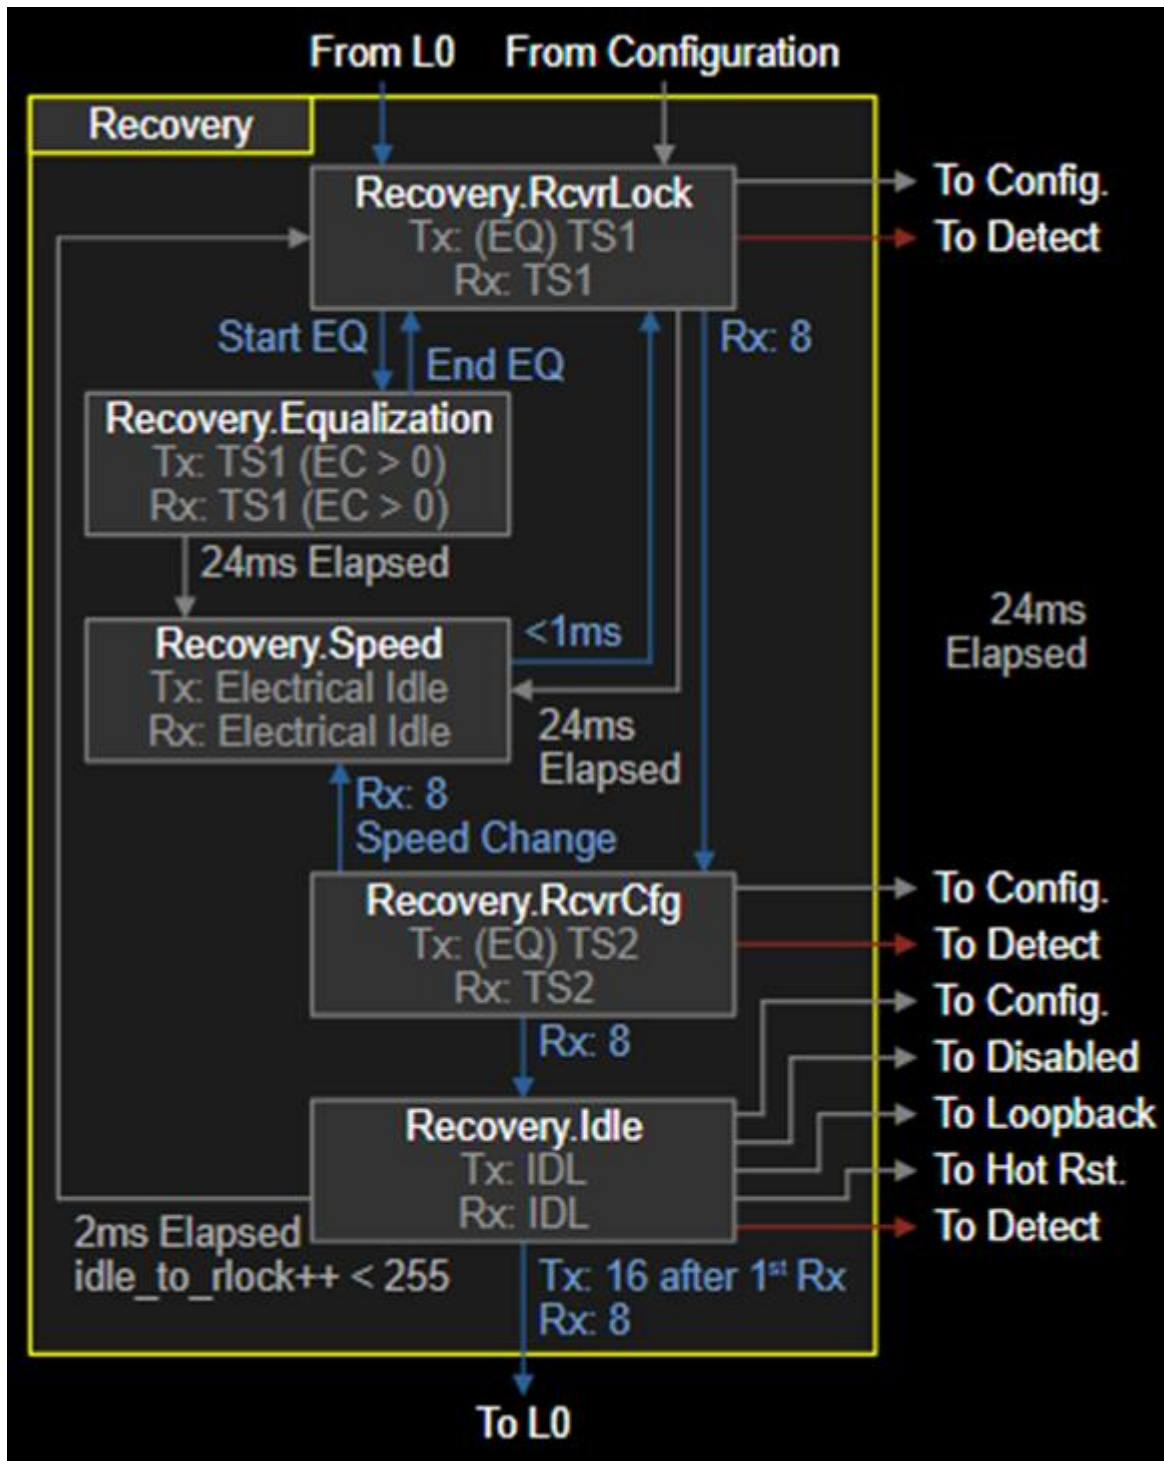 From L0
From Configuration
Recovery
Recovery.RcvrLock
Tx: (EQ) TS1
Rx: TS1
To Config.
To Detect
Start EQ
End EQ
Rx: 8
Recovery.Equalization
Tx: TS1 (EC > 0)
Rx: TS1 (EC > 0)
24ms Elapsed
Recovery.Speed
Tx: Electrical Idle
Rx: Electrical Idle
<1ms
24ms
Elapsed
24ms
Elapsed
Rx: 8
Speed Change
Recovery.RcvrCfg
Tx: (EQ) TS2
Rx: TS2
To Config.
To Detect
Rx: 8
Recovery.Idle
Tx: IDL
Rx: IDL
To Config.
To Disabled
To Loopback
To Hot Rst.
To Detect
2ms Elapsed
idle_to_rlock++ < 255
Tx: 16 after 1st Rx
Rx: 8
To L0